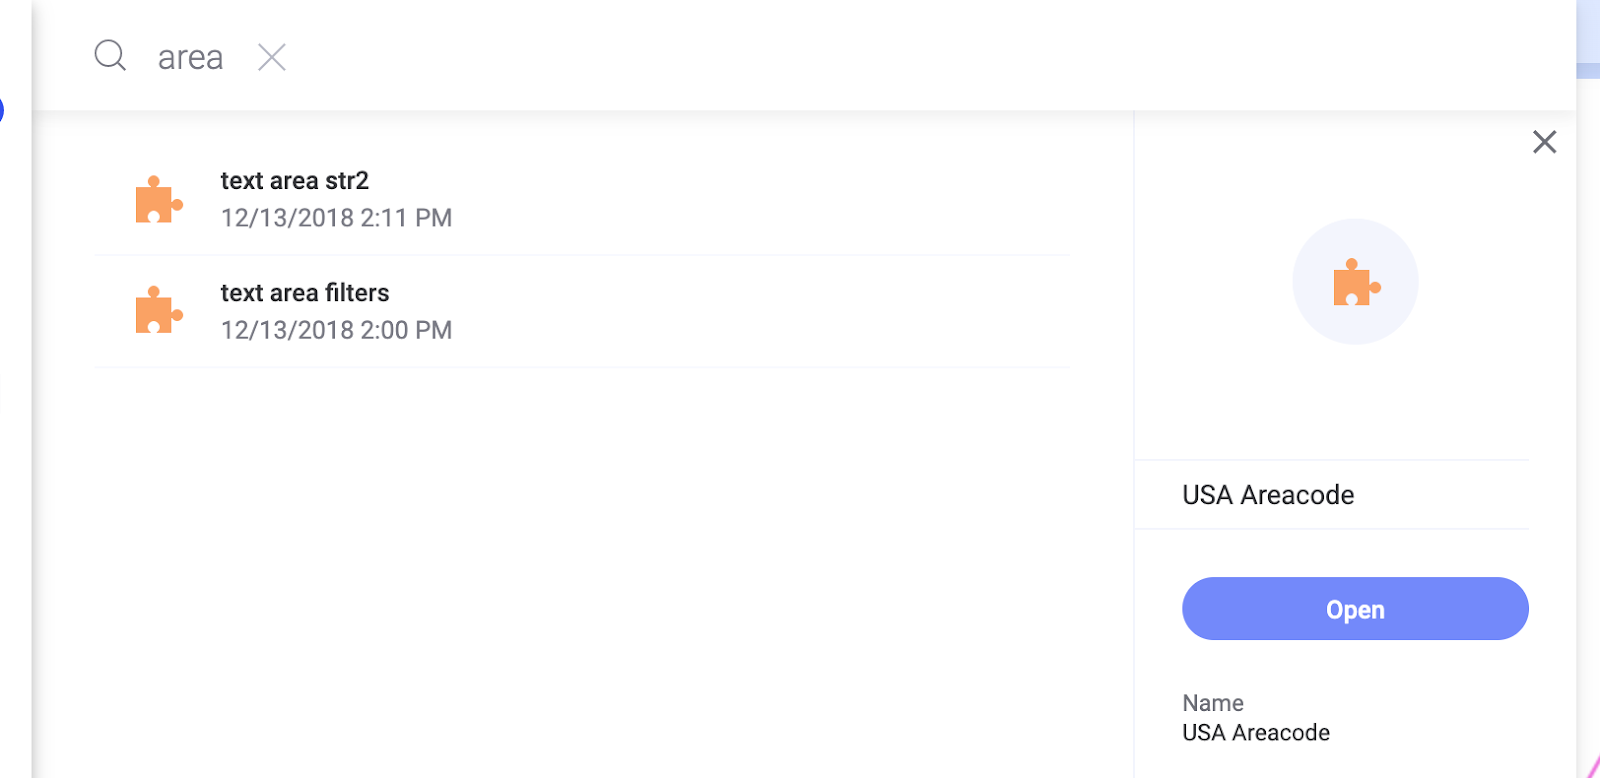 area
text area str2
12/13/2018 2:11 PM
text area filters
12/13/2018 2:00 PM
USA Areacode
Open
Name
USA Areacode